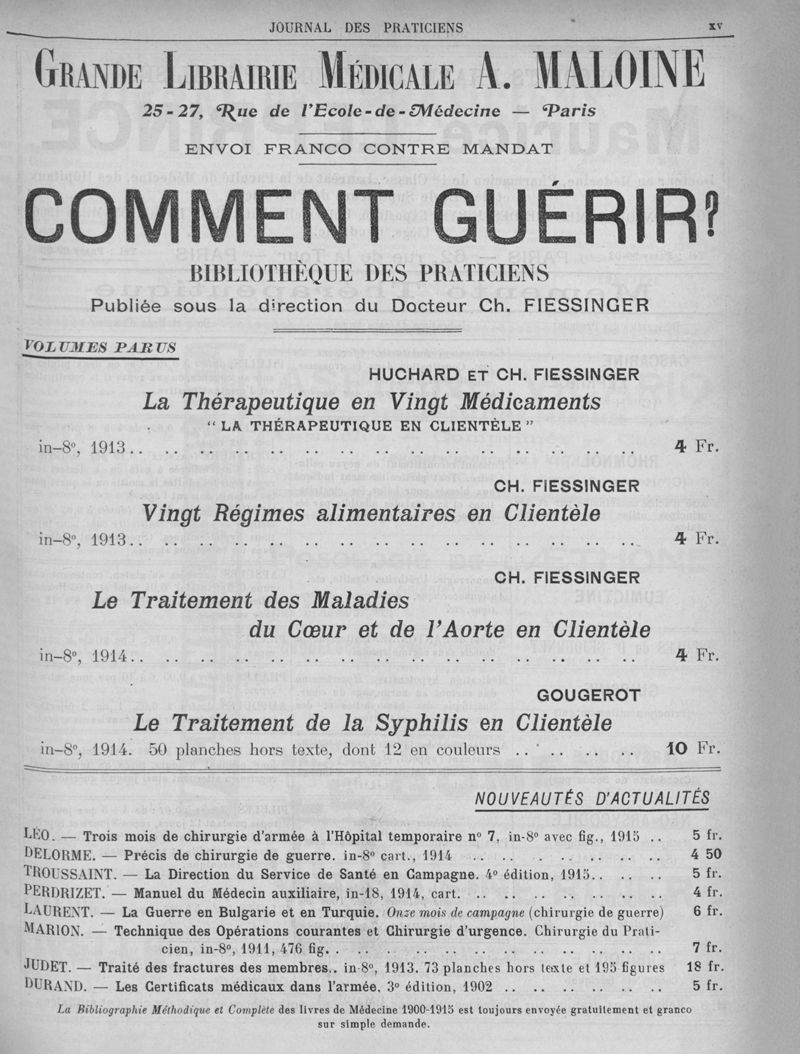 JOURNAL DES PRATICIENS XV
GRANDE LIBRAIRIE MÉDICALE A. MALOINE
25-27, Rue de l'Ecole-de-Médecine — Paris
ENVOI FRANCO CONTRE MANDAT
COMMENT GUÉRIR?
BIBLIOTHÈQUE DES PRATICIENS
Publiée sous la direction du Docteur Ch. FIESSINGER
VOLUMES PARUS
HUCHARD ET CH. FIESSINGER
La Thérapeutique en Vingt Médicaments
"LA THÉRAPEUTIQUE EN CLIENTÈLE"
in-8º, 1913.. .. .. .. .. .. .. .. .. .. .. .. .. .. .. 4 Fr.
CH. FIESSINGER
Vingt Régimes alimentaires en Clientèle
in-8º, 1913.. .. .. .. .. .. .. .. .. .. .. .. .. .. .. 4 Fr.
CH. FIESSINGER
Le Traitement des Maladies
du Cœur et de l'Aorte en Clientèle
in-8º, 1914.. .. .. .. .. .. .. .. .. .. .. .. .. .. .. 4 Fr.
GOUGEROT
Le Traitement de la Syphilis en Clientèle
in-8º, 1914. 50 planches hors texte, dont 12 en couleurs .. .. .. .. 10 Fr.
NOUVEAUTÉS D'ACTUALITÉS
LÉO. — Trois mois de chirurgie d'armée à l'Hôpital temporaire nº 7, in-8º avec fig., 1915 .. 5 fr.
DELORME. — Précis de chirurgie de guerre. in-8º cart., 1914 .. .. .. .. .. .. .. 4 50
TROUSSAINT. — La Direction du Service de Santé en Campagne. 4º édition, 1915.. .. .. 5 fr.
PERDRIZET. — Manuel du Médecin auxiliaire, in-18, 1914, cart. .. .. .. .. .. .. .. 4 fr.
LAURENT. — La Guerre en Bulgarie et en Turquie. Onze mois de campagne (chirurgie de guerre) 6 fr.
MARION. — Technique des Opérations courantes et Chirurgie d'urgence. Chirurgie du Prati-
cien, in-8º, 1911, 476 fig. .. .. .. .. .. .. .. .. .. .. .. 7 fr.
JUDET. — Traité des fractures des membres.. in-8º, 1913. 73 planches hors texte et 195 figures 18 fr.
DURAND. — Les Certificats médicaux dans l'armée. 3º édition, 1902 .. .. .. .. .. .. 5 fr.
La Bibliographie Méthodique et Complète des livres de Médecine 1900-1915 est toujours envoyée gratuitement et granco
sur simple demande.